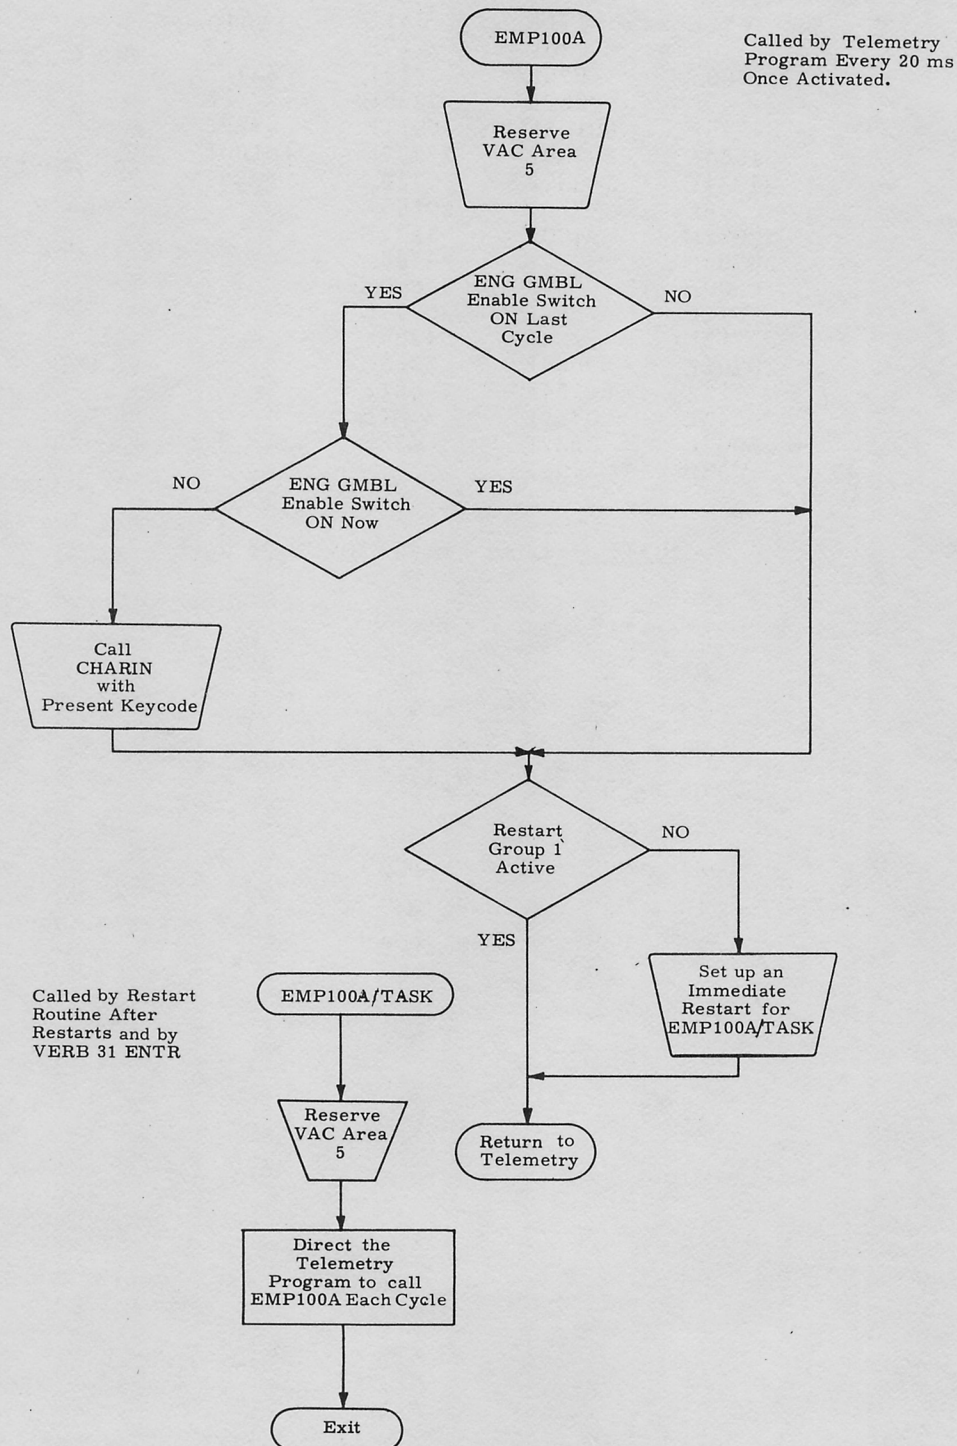 EMP100A
Called by Telemetry
Program Every 20 ms
Once Activated.
Reserve
VAC Area
5
ENG GMBL
Enable Switch
ON Last
Cycle
YES
NO
ENG GMBL
Enable Switch
ON Now
NO
YES
Call
CHARIN
with
Present Keycode
Restart
Group 1
Active
NO
YES
Set up an
Immediate
Restart for
EMP100A/TASK
Return to
Telemetry
Called by Restart
Routine After
Restarts and by
VERB 31 ENTR
EMP100A/TASK
Reserve
VAC Area
5
Direct the
Telemetry
Program to call
EMP100A Each Cycle
Exit